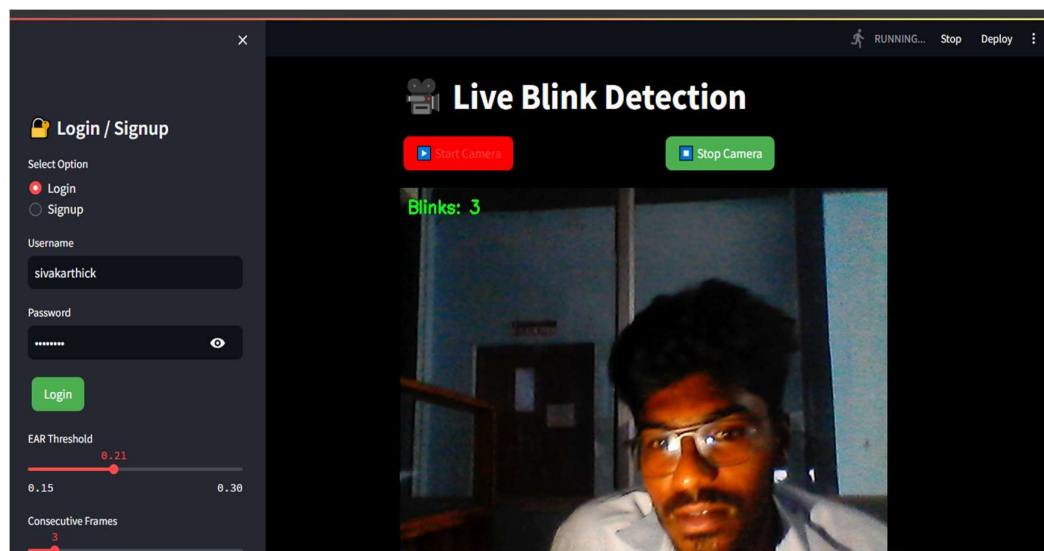 RUNNING...
Stop
Deploy
Login / Signup
Select Option
Login
Signup
Username
sivakarthick
Password
••••••••
Login
EAR Threshold
0.21
0.15 0.30
Consecutive Frames
3
Live Blink Detection
Start Camera
Stop Camera
Blinks: 3